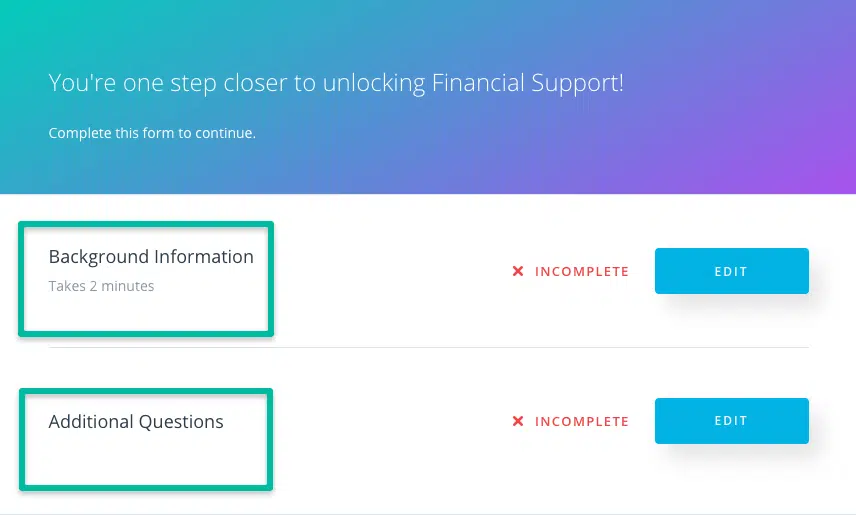 You're one step closer to unlocking Financial Support!
Complete this form to continue.
Background Information
Takes 2 minutes
INCOMPLETE
EDIT
Additional Questions
INCOMPLETE
EDIT